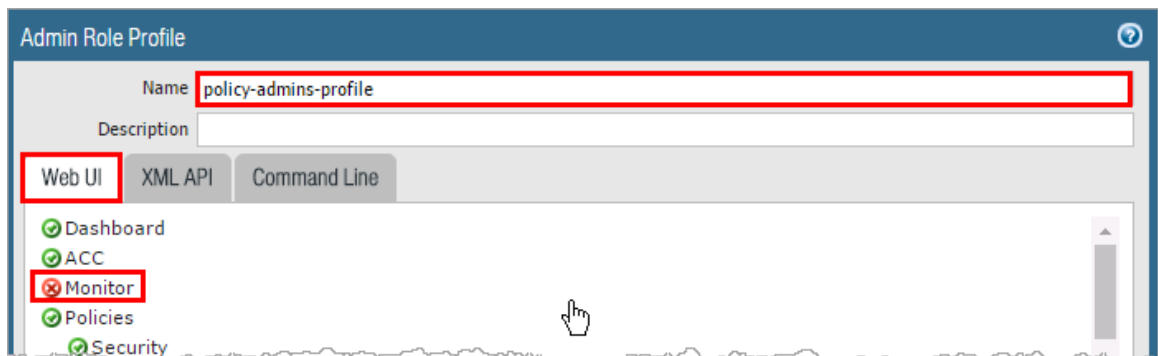 Admin Role Profile
Name policy-admins-profile
Description
Web UI XML API Command Line
Dashboard
ACC
Monitor
Policies
Security